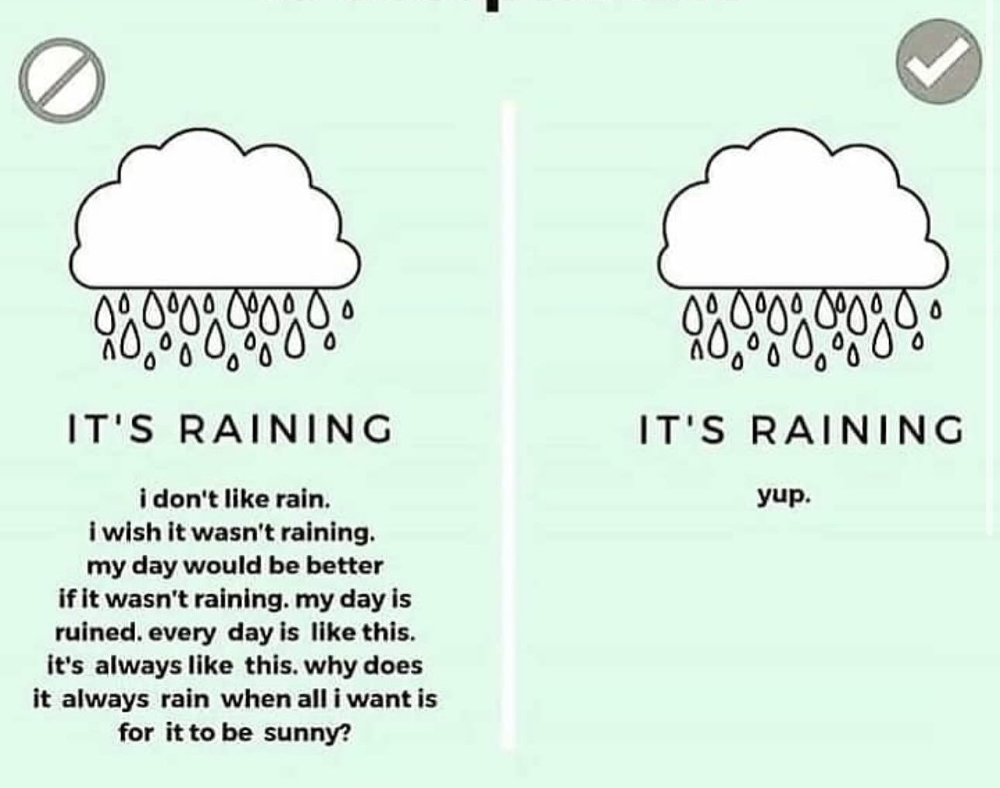 IT'S RAINING
i don't like rain.
i wish it wasn't raining.
my day would be better
if it wasn't raining. my day is
ruined. every day is like this.
it's always like this. why does
it always rain when all i want is
for it to be sunny?
IT'S RAINING
yup.